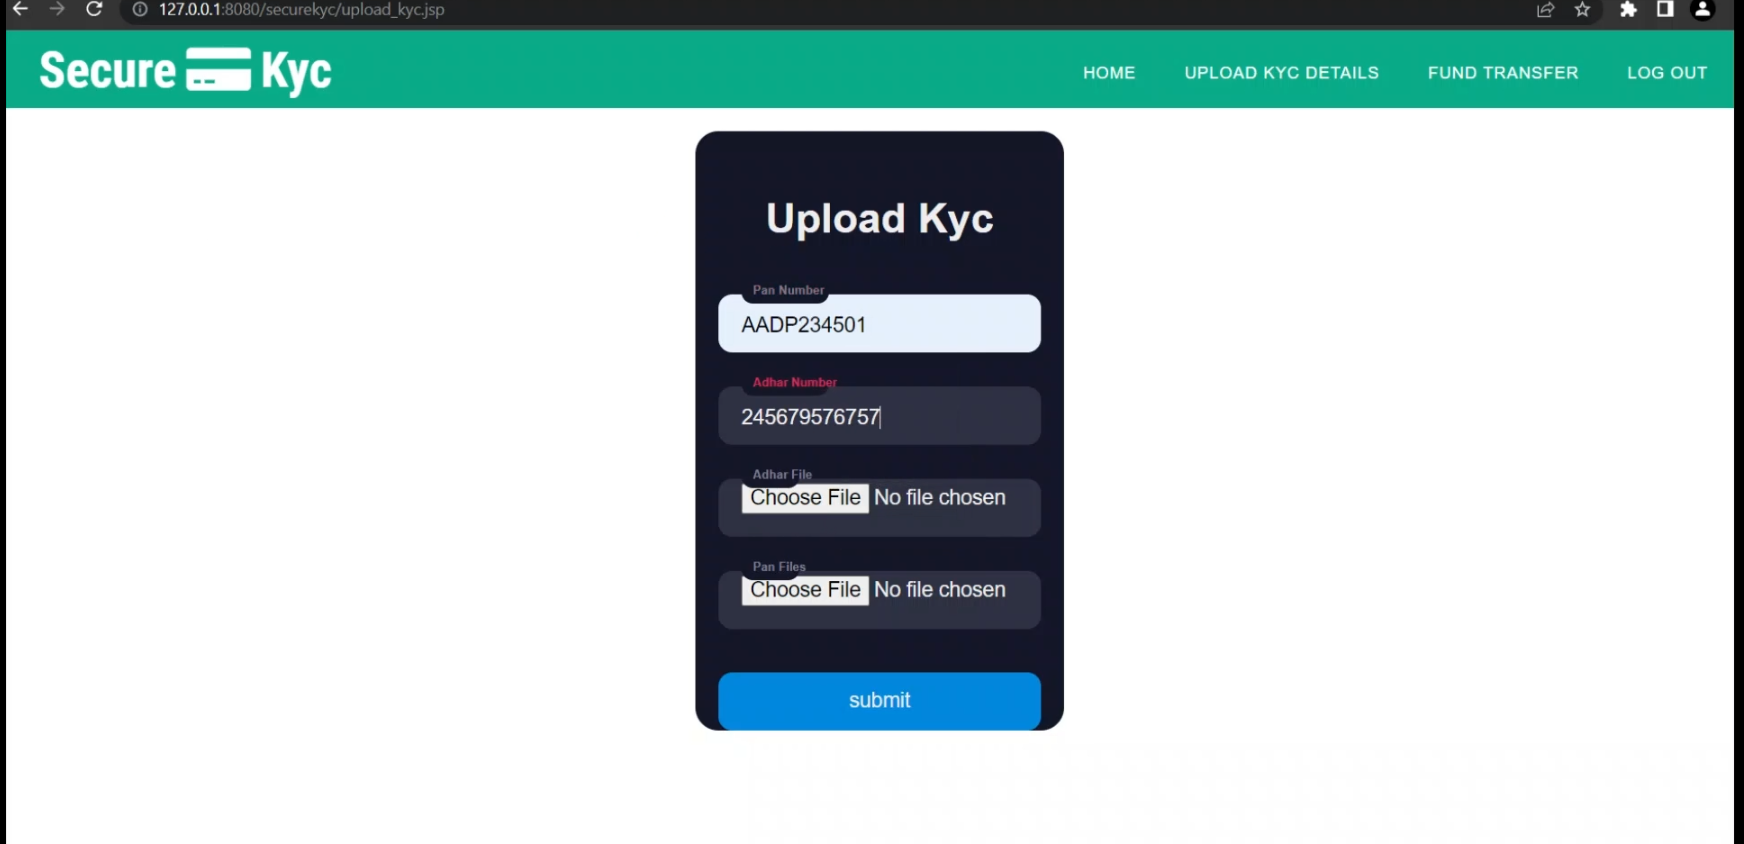 127.0.0.1:8080/securekyc/upload_kyc.jsp
Secure Kyc
HOME UPLOAD KYC DETAILS FUND TRANSFER LOG OUT
Upload Kyc
Pan Number
AADP234501
Adhar Number
245679576757
Adhar File
Choose File No file chosen
Pan Files
Choose File No file chosen
submit